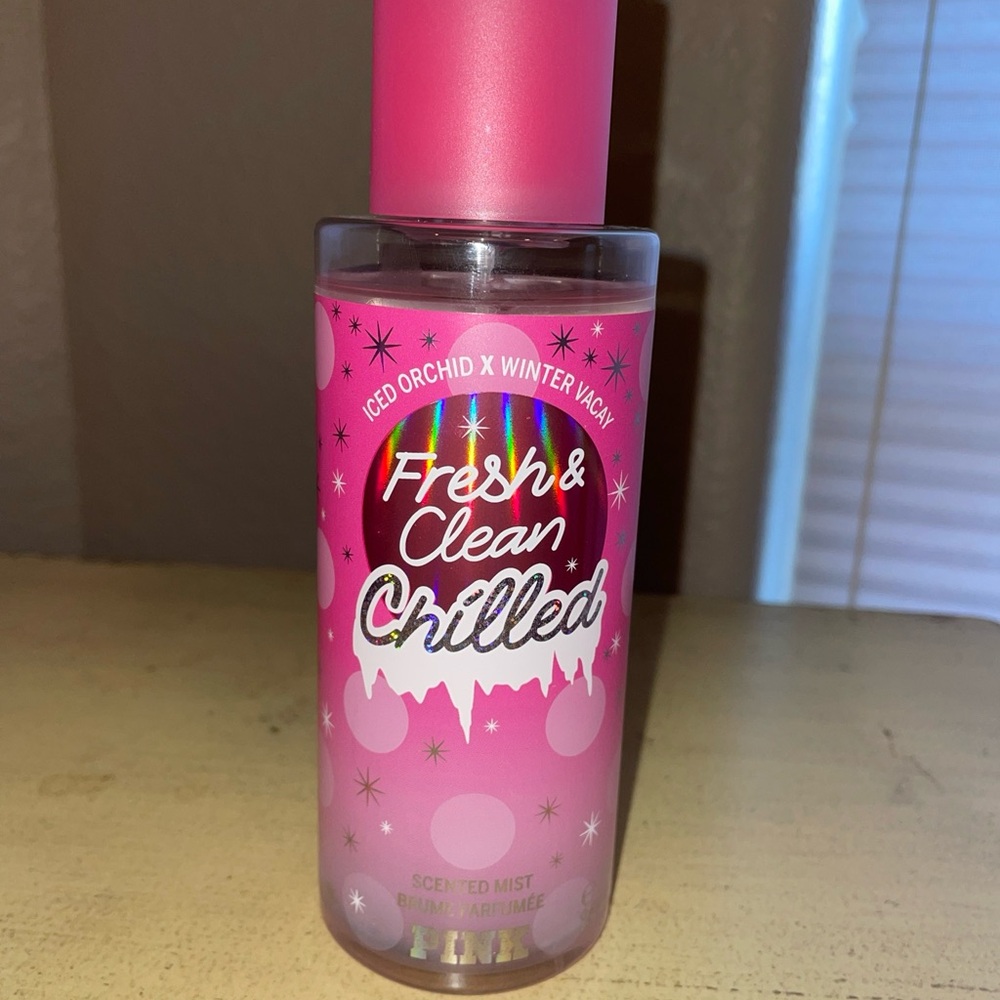 ICED ORCHID X WINTER VACAY
Fresh &
Clean
Chilled
SCENTED MIST
BRUME PARFUMÉE
PINK